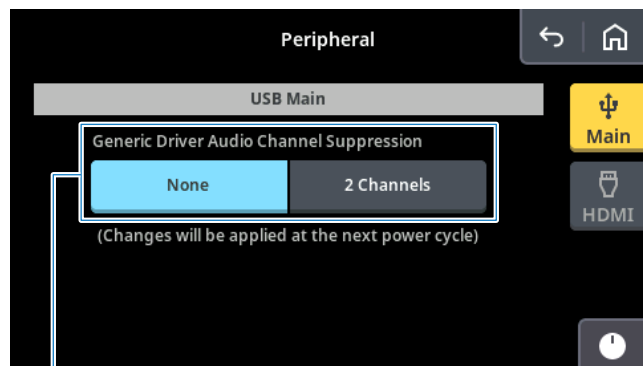 Peripheral
USB Main
Main
Generic Driver Audio Channel Suppression
None
2 Channels
(Changes will be applied at the next power cycle)
HDMI